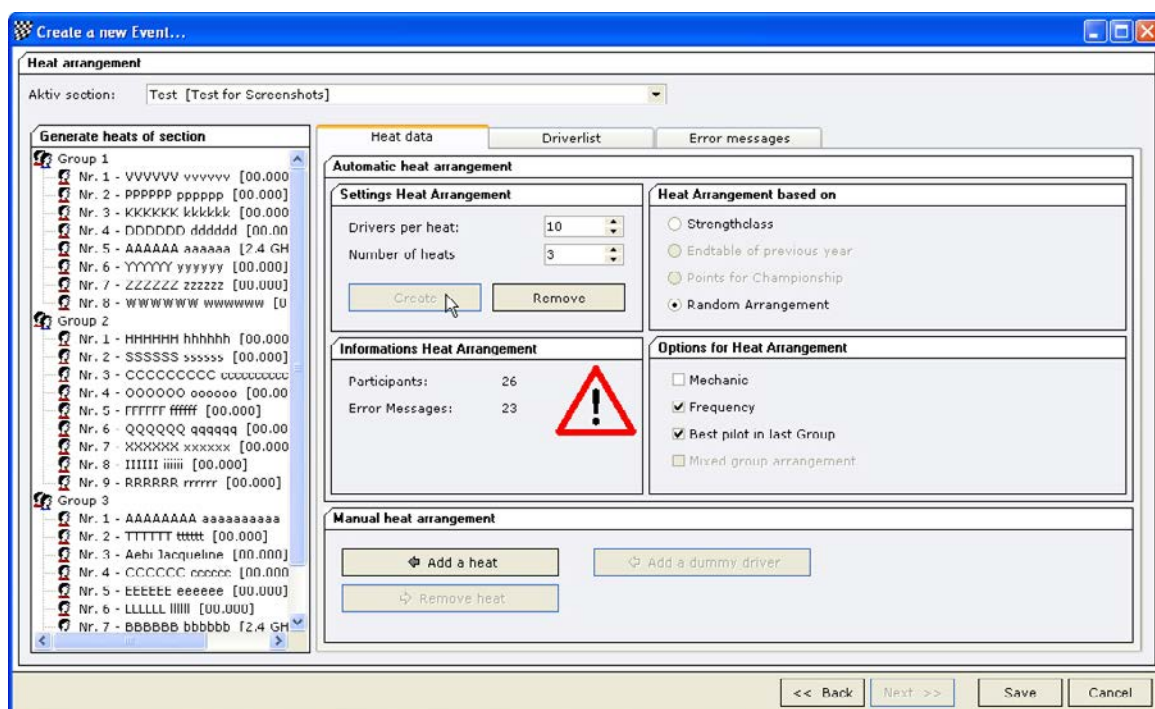 Create a new Event...
Heat arrangement
Aktiv section: Test [Test for Screenshots]
Generate heats of section
Group 1
Nr. 1 - VVVVVV vvvvvv [00.000
Nr. 2 - PPPPPP pppppp [00.000
Nr. 3 - KKKKKK kkkkkk [00.000
Nr. 4 - DDDDDD dddddd [00.00
Nr. 5 - AAAAAA aaaaaa [2.4 GH
Nr. 6 - YYYYYY yyyyyy [00.000]
Nr. 7 - ZZZZZZ zzzzzz [00.000]
Nr. 8 - WWWWWW wwwwww [0
Group 2
Nr. 1 - HHHHHH hhhhhh [00.000
Nr. 2 - SSSSSS ssssss [00.000]
Nr. 3 - CCCCCCCCC cccccccccc
Nr. 4 - OOOOOO oooooo [00.00
Nr. 5 - FFFFFF ffffff [00.000]
Nr. 6 - QQQQQQ qqqqqq [00.00
Nr. 7 - XXXXXX xxxxxx [00.000
Nr. 8 - IIIIII iiiiii [00.000]
Nr. 9 - RRRRRR rrrrrr [00.000]
Group 3
Nr. 1 - AAAAAAAA aaaaaaaaaa
Nr. 2 - TTTTTT tttttt [00.000]
Nr. 3 - Aebi Jacqueline [00.000]
Nr. 4 - CCCCCC cccccc [00.000
Nr. 5 - EEEEEE eeeeee [00.000]
Nr. 6 - LLLLLL llllll [00.000]
Nr. 7 - BBBBBB bbbbbb [2.4 GH
Heat data Driverlist Error messages
Automatic heat arrangement
Settings Heat Arrangement
Drivers per heat: 10
Number of heats 3
Create Remove
Heat Arrangement based on
Strengthclass
Endtable of previous year
Points for Championship
Random Arrangement
Informations Heat Arrangement
Participants: 26
Error Messages: 23
Options for Heat Arrangement
Mechanic
Frequency
Best pilot in last Group
Mixed group arrangement
Manual heat arrangement
Add a heat Add a dummy driver
Remove heat
<< Back Next >> Save Cancel